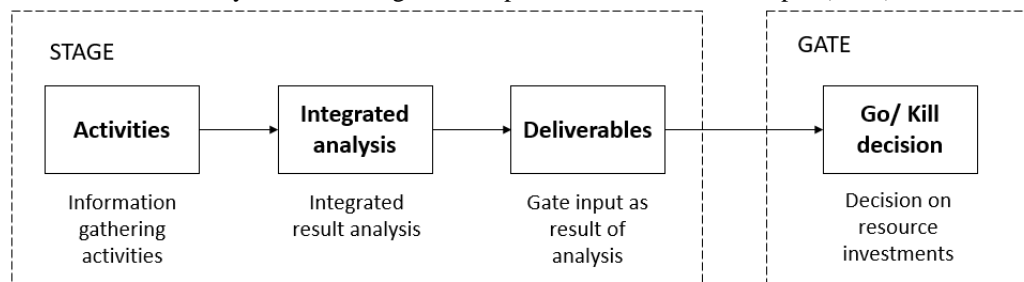 STAGE
GATE
Activities
Integrated
analysis
Deliverables
Go/ Kill
decision
Information
gathering
activities
Integrated
result analysis
Gate input as
result of
analysis
Decision on
resource
investments